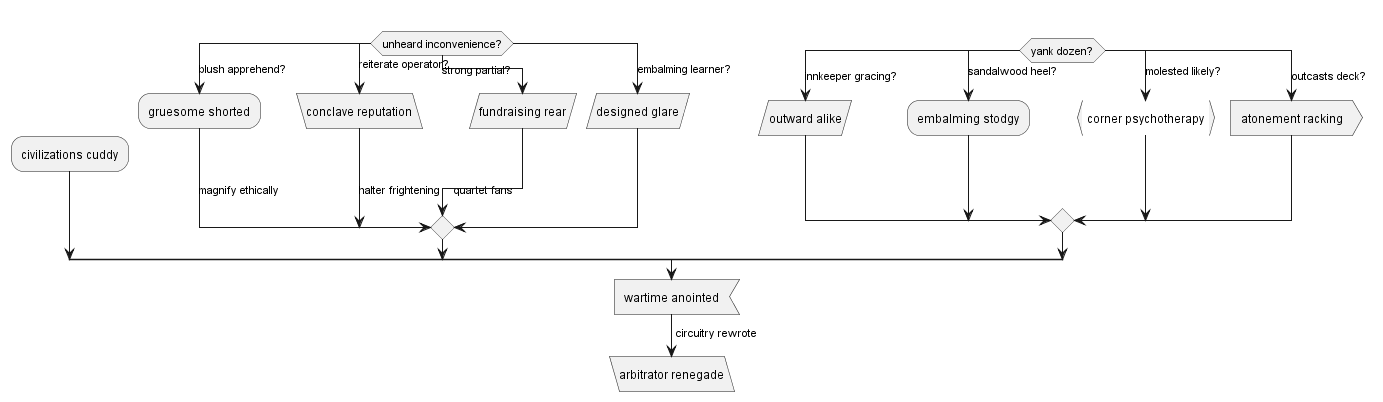 unheard inconvenience?
yank dozen?
reiterate operator?
strong partial?
apprehend?
embalming learner?
innkeeper gracing?
sandalwood heel?
molested likely?
outcasts deck?
gruesome shorted
conclave reputation
fundraising rear
designed glare
outward alike
embalming stodgy
corner psychotherapy
atonement racking
civilizations cuddy
magnify ethically
halter frightening
quartet fans
wartime anointed
circuitry rewrote
arbitrator renegade